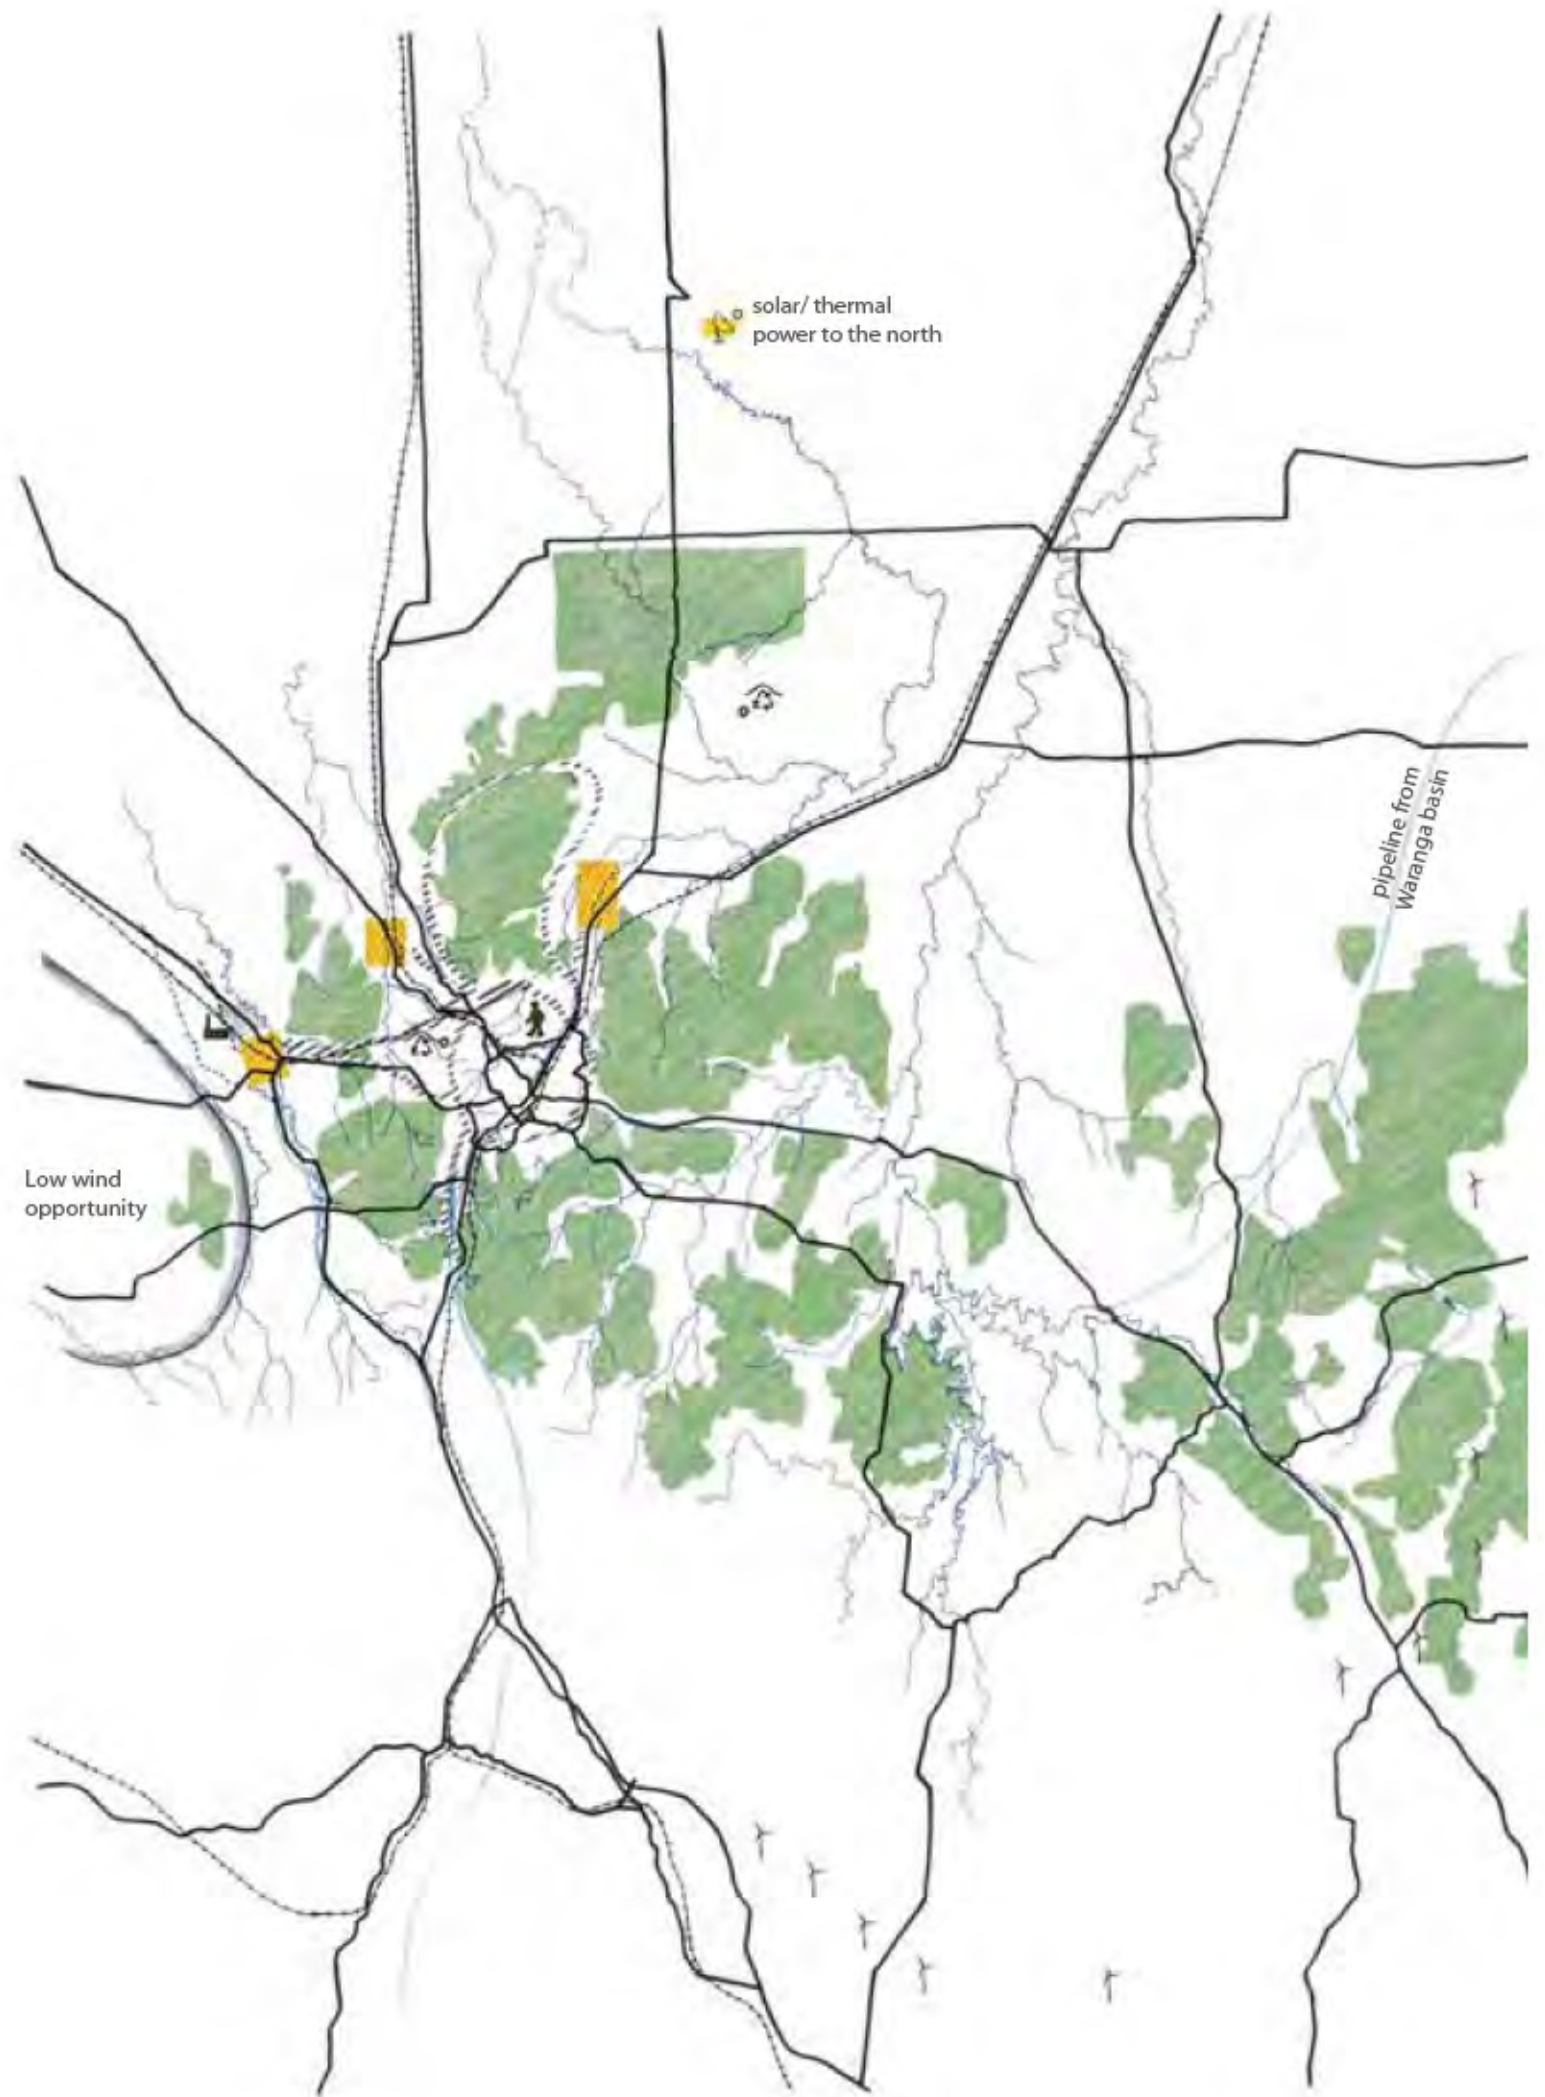 solar/ thermal
power to the north
pipeline from
Waranga basin
Low wind
opportunity